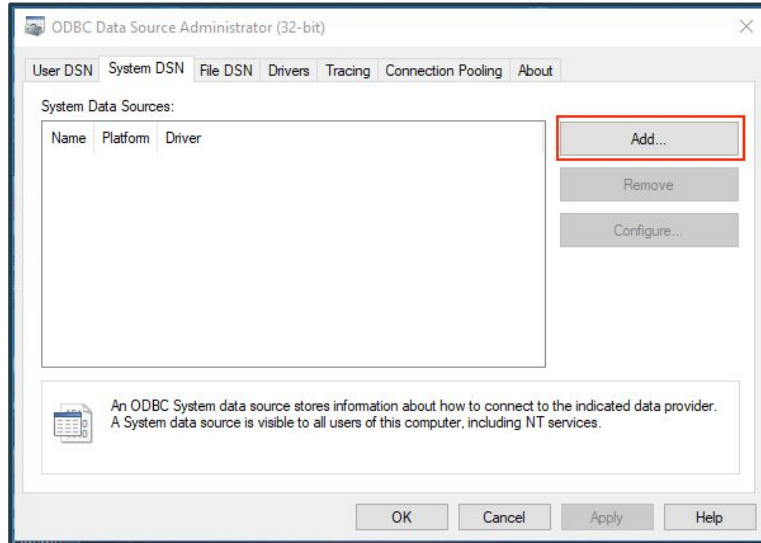 ODBC Data Source Administrator (32-bit)
User DSN System DSN File DSN Drivers Tracing Connection Pooling About
System Data Sources:
Name Platform Driver
Add...
Remove
Configure...
An ODBC System data source stores information about how to connect to the indicated data provider.
A System data source is visible to all users of this computer, including NT services.
OK Cancel Apply Help